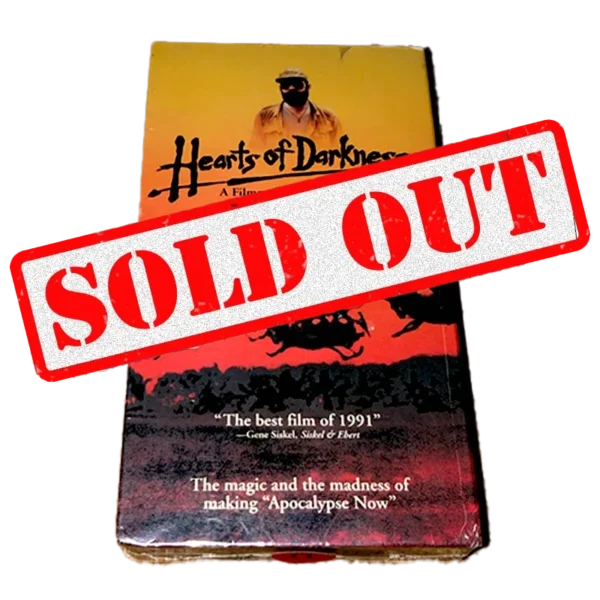 Hearts of Darkness
A Film
SOLD OUT
“The best film of 1991”
—Gene Siskel, Siskel & Ebert
The magic and the madness of
making “Apocalypse Now”